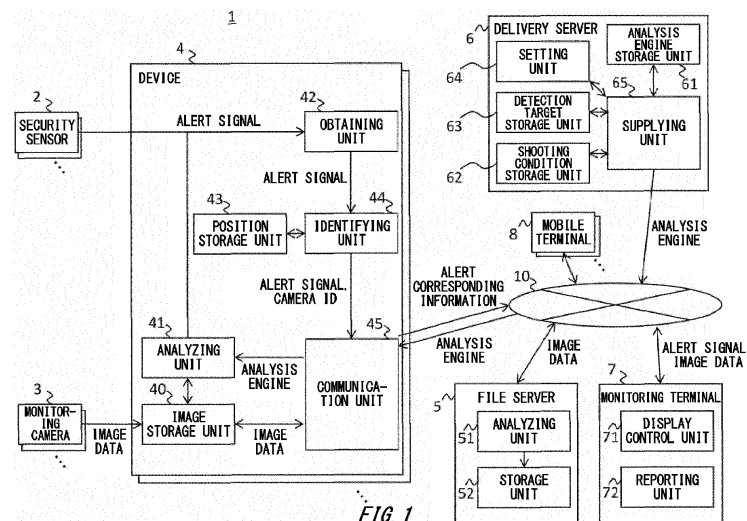 1
6 DELIVERY SERVER
ANALYSIS
ENGINE
STORAGE UNIT
61
64
SETTING
UNIT
65
63
DETECTION
TARGET
STORAGE UNIT
SUPPLYING
UNIT
62
SHOOTING
CONDITION
STORAGE UNIT
ANALYSIS
ENGINE
4
DEVICE
2
SECURITY
SENSOR
ALERT SIGNAL
42
OBTAINING
UNIT
ALERT SIGNAL
43
POSITION
STORAGE UNIT
44
IDENTIFYING
UNIT
ALERT SIGNAL,
CAMERA ID
8
MOBILE
TERMINAL
10
ALERT
CORRESPONDING
INFORMATION
ANALYSIS
ENGINE
41
ANALYZING
UNIT
ANALYSIS
ENGINE
45
COMMUNICA-
TION UNIT
40
IMAGE
STORAGE UNIT
IMAGE
DATA
3
MONITOR-
ING
CAMERA
IMAGE
DATA
IMAGE
DATA
ALERT SIGNAL
IMAGE DATA
5
FILE SERVER
51
ANALYZING
UNIT
52
STORAGE
UNIT
7
MONITORING TERMINAL
71
DISPLAY
CONTROL UNIT
72
REPORTING
UNIT
FIG 1